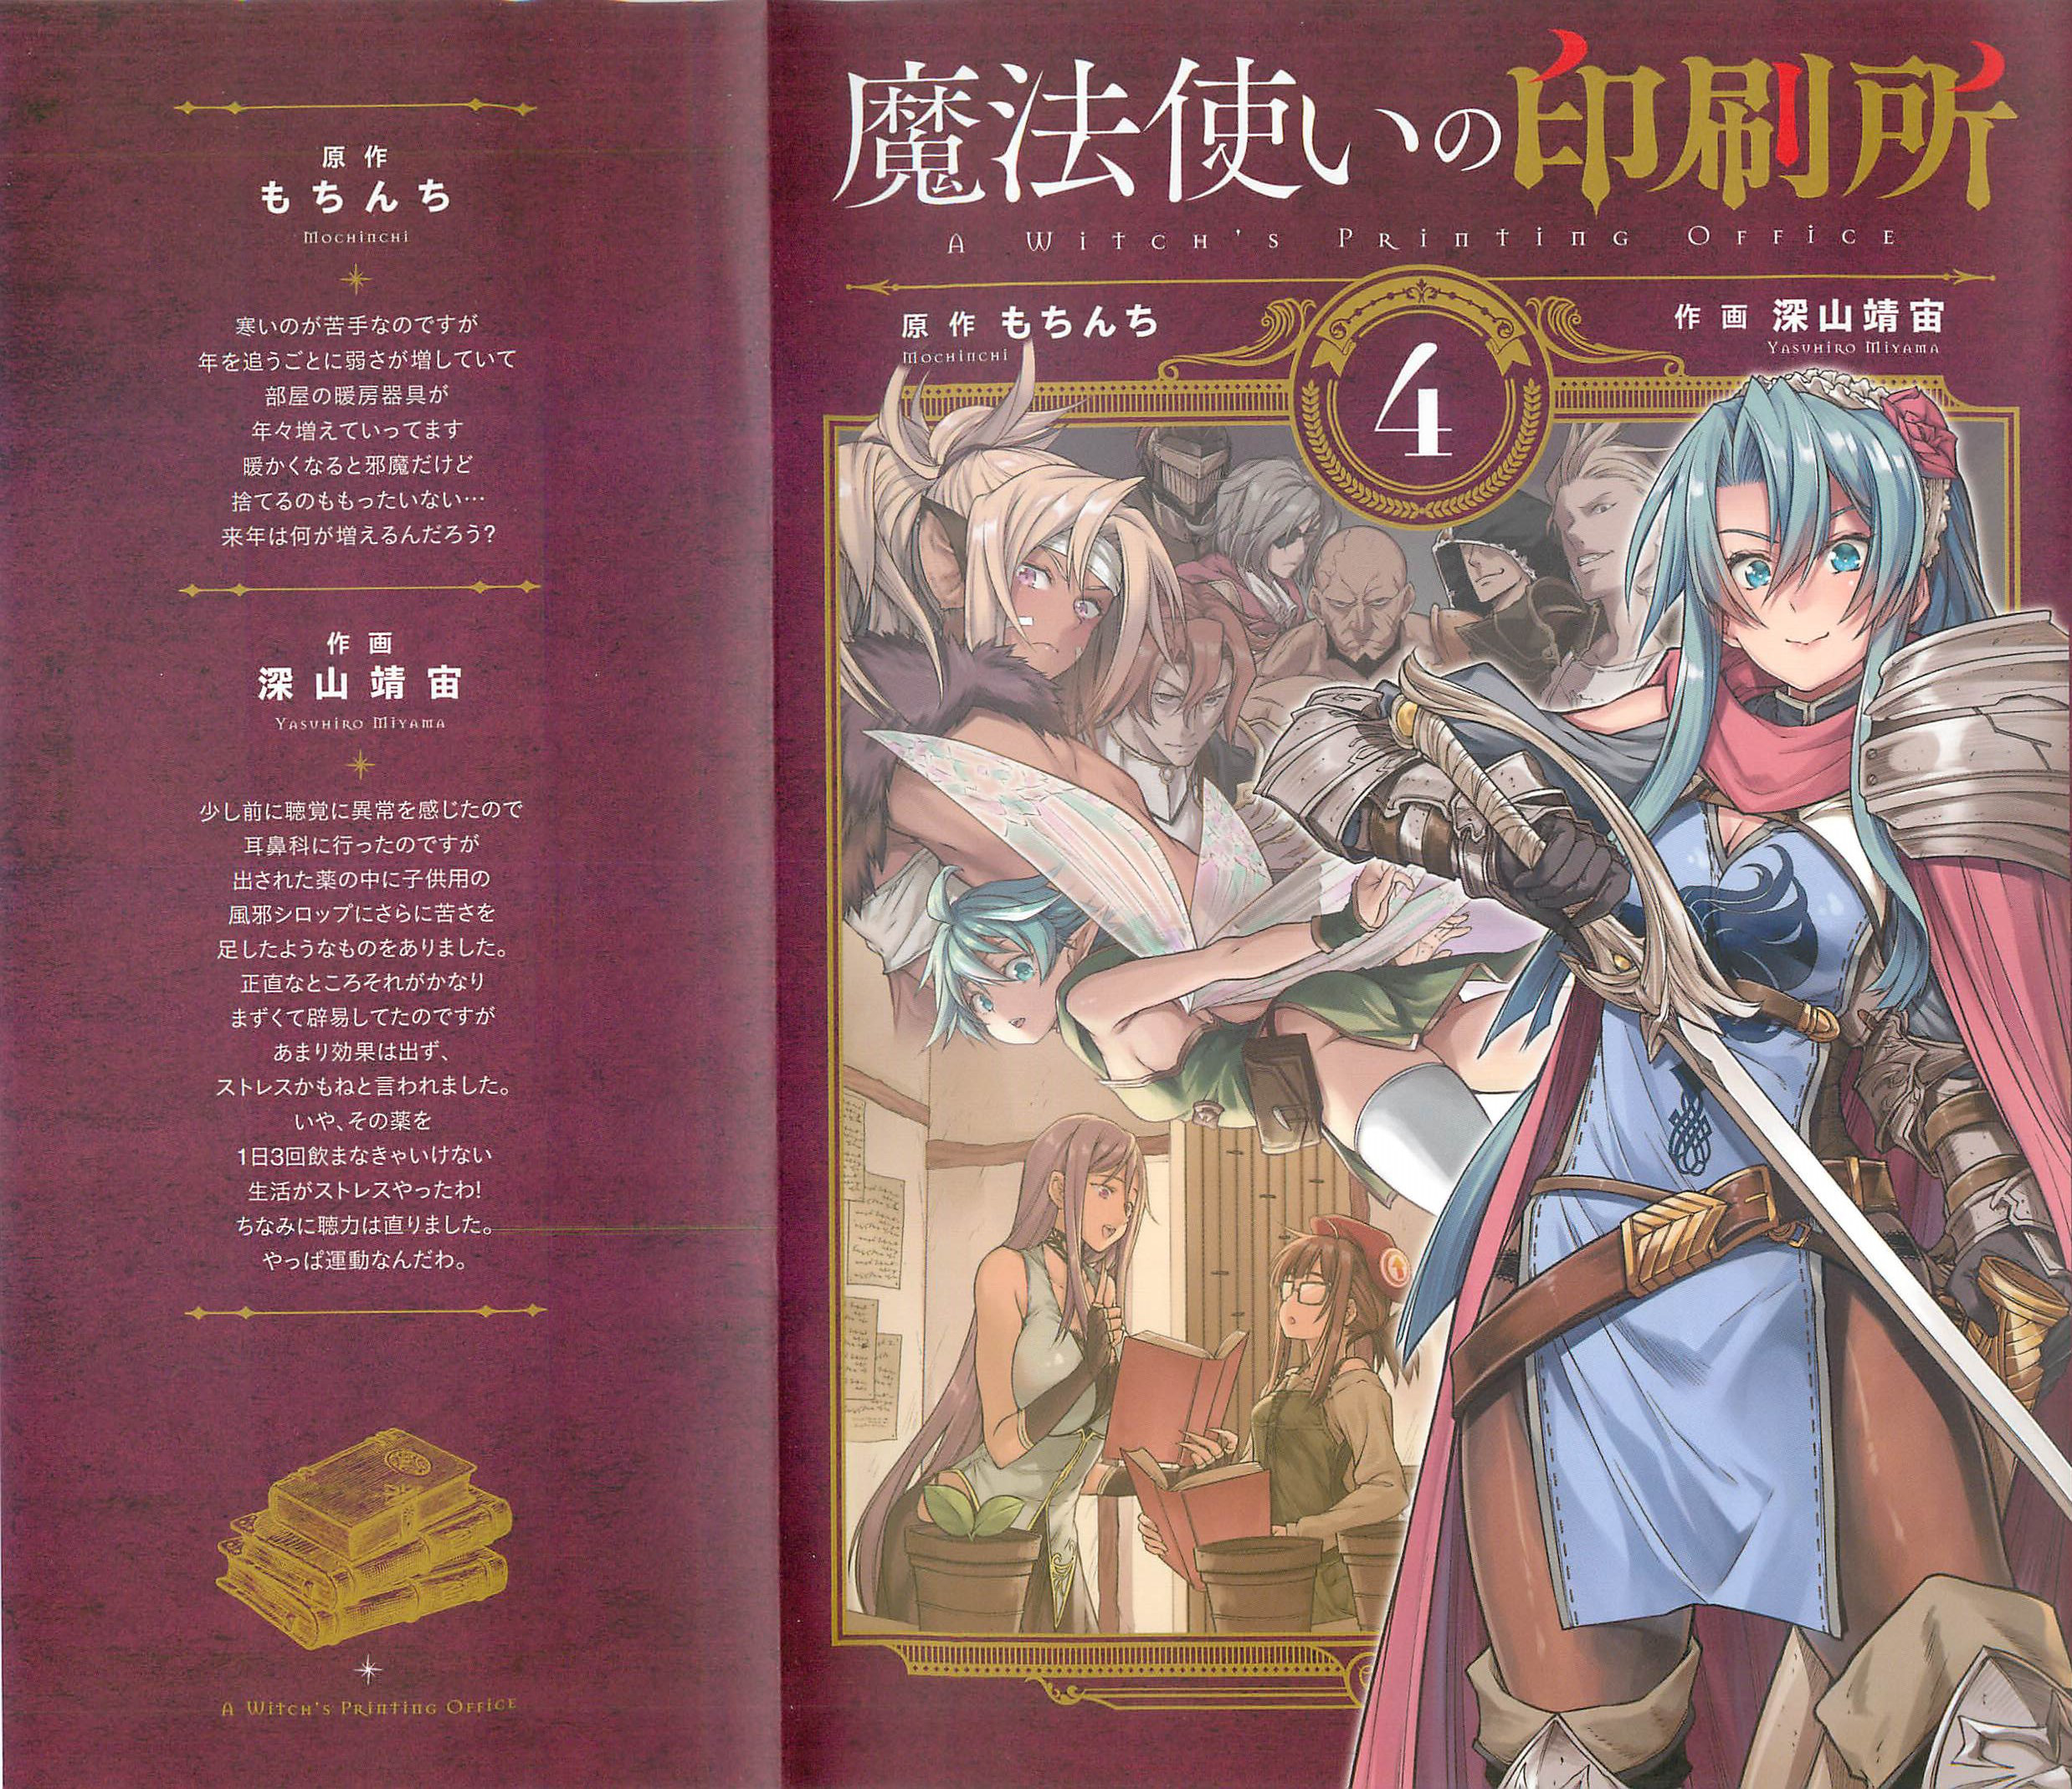 原作
もちんち
Mochinchi
寒いのが苦手なのですが
年を追うごとに弱さが増していて
部屋の暖房器具が
年々増えていってます
暖かくなると邪魔だけど
捨てるのももったいない…
来年は何が増えるんだろう?
作画
深山靖宙
Yasuhiro Miyama
少し前に聴覚に異常を感じたので
耳鼻科に行ったのですが
出された薬の中に子供用の
風邪シロップにさらに苦さを
足したようなものをありました。
正直なところそれがかなり
まずくて辟易してたのですが
あまり効果は出ず、
ストレスかもねと言われました。
いや、その薬を
1日3回飲まなきゃいけない
生活がストレスやったわ!
ちなみに聴力は直りました。
やっぱ運動なんだわ。
A Witch's Printing Office
魔法使いの印刷所
A Witch's Printing Office
原作 もちんち
Mochinchi
4
作画 深山靖宙
Yasuhiro Miyama